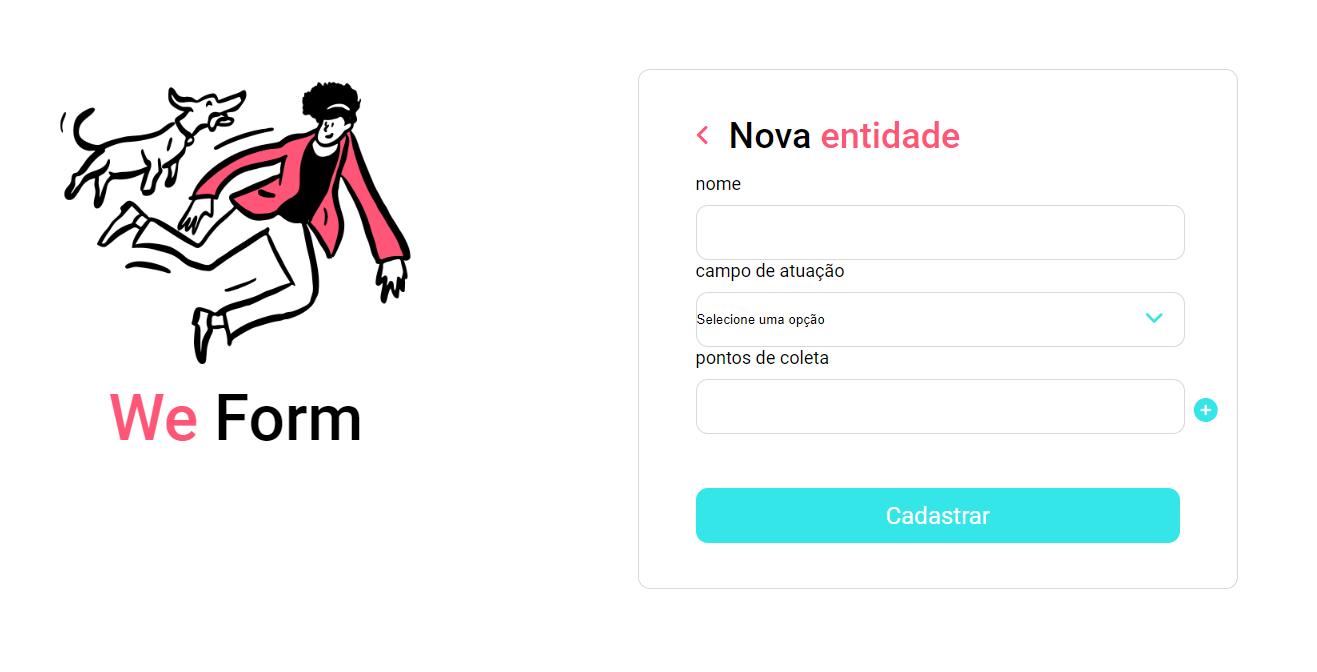 Nova entidade
nome
campo de atuação
Selecione uma opção
pontos de coleta
We Form
Cadastrar